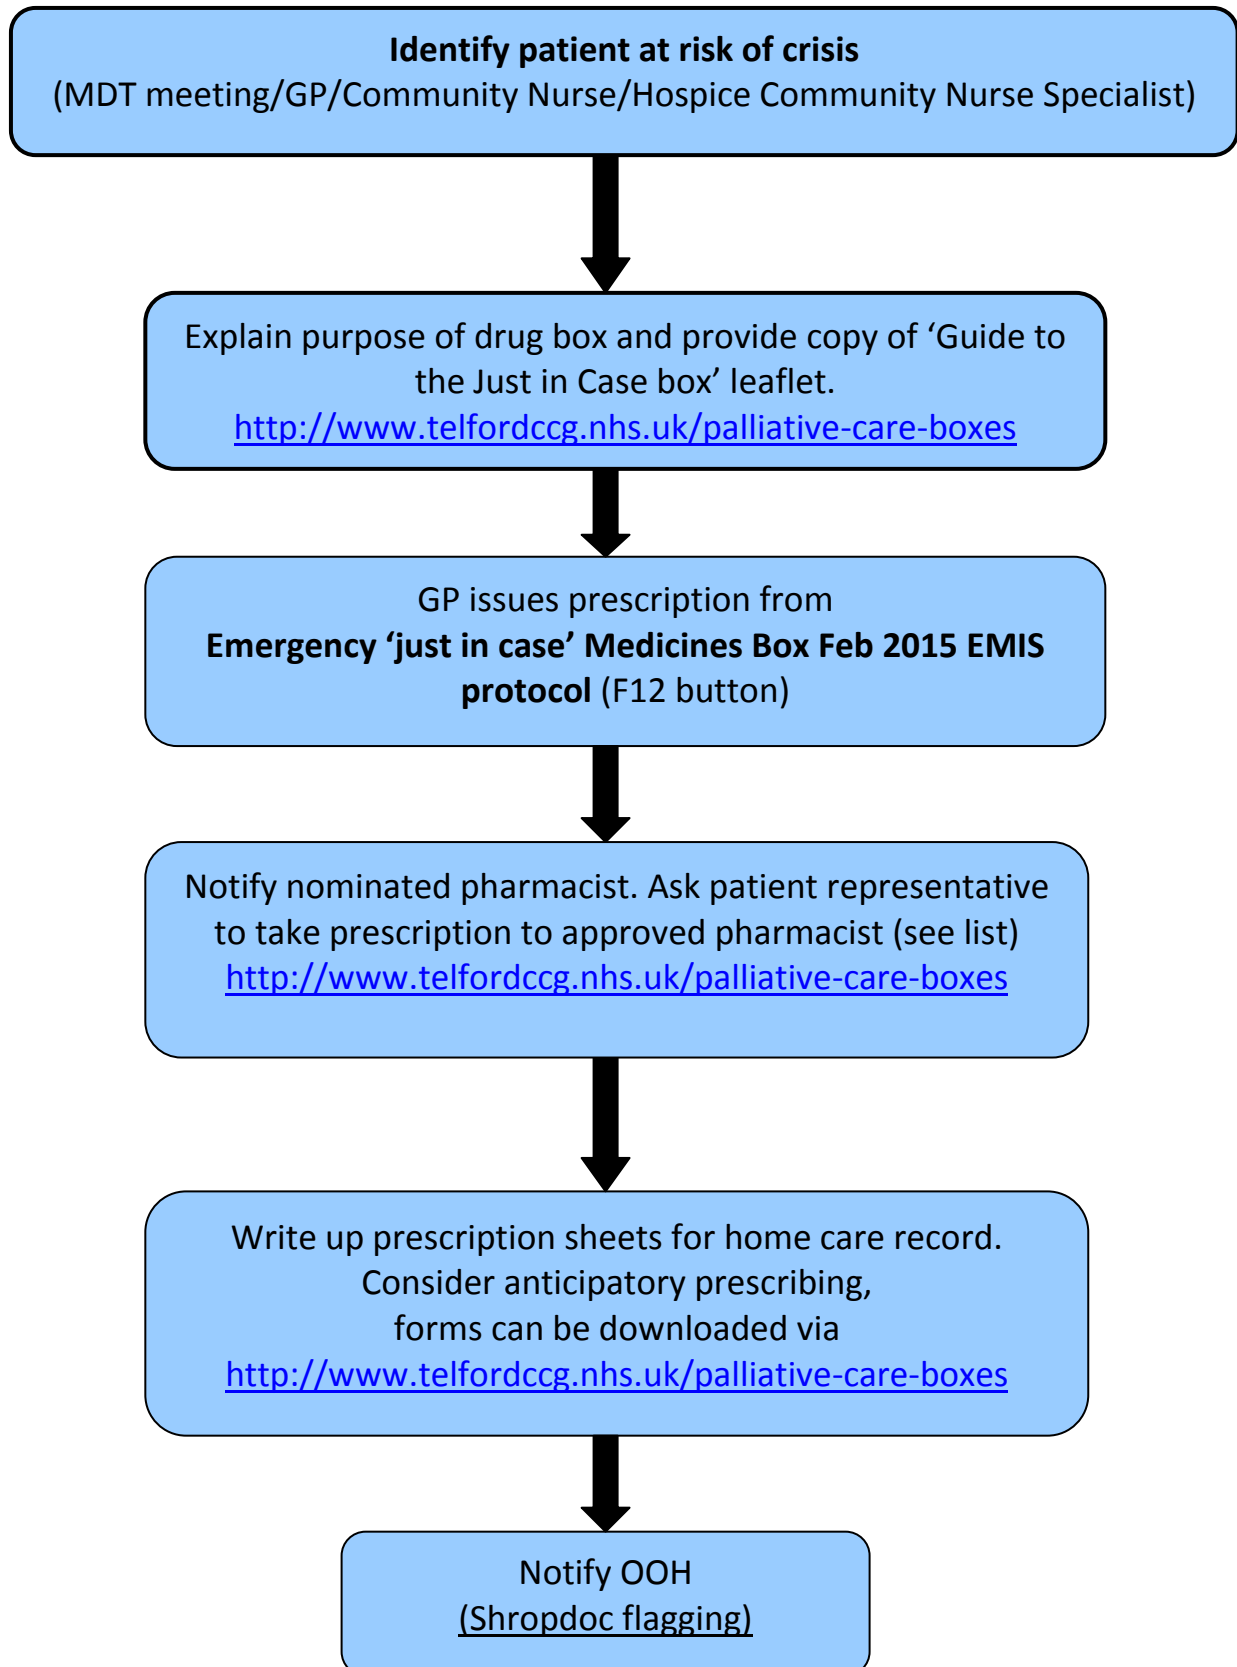 Identify patient at risk of crisis
(MDT meeting/GP/Community Nurse/Hospice Community Nurse Specialist)
Explain purpose of drug box and provide copy of ‘Guide to
the Just in Case box’ leaflet.
http://www.telfordccg.nhs.uk/palliative-care-boxes
GP issues prescription from
Emergency ‘just in case’ Medicines Box Feb 2015 EMIS
protocol (F12 button)
Notify nominated pharmacist. Ask patient representative
to take prescription to approved pharmacist (see list)
http://www.telfordccg.nhs.uk/palliative-care-boxes
Write up prescription sheets for home care record.
Consider anticipatory prescribing,
forms can be downloaded via
http://www.telfordccg.nhs.uk/palliative-care-boxes
Notify OOH
(Shropdoc flagging)